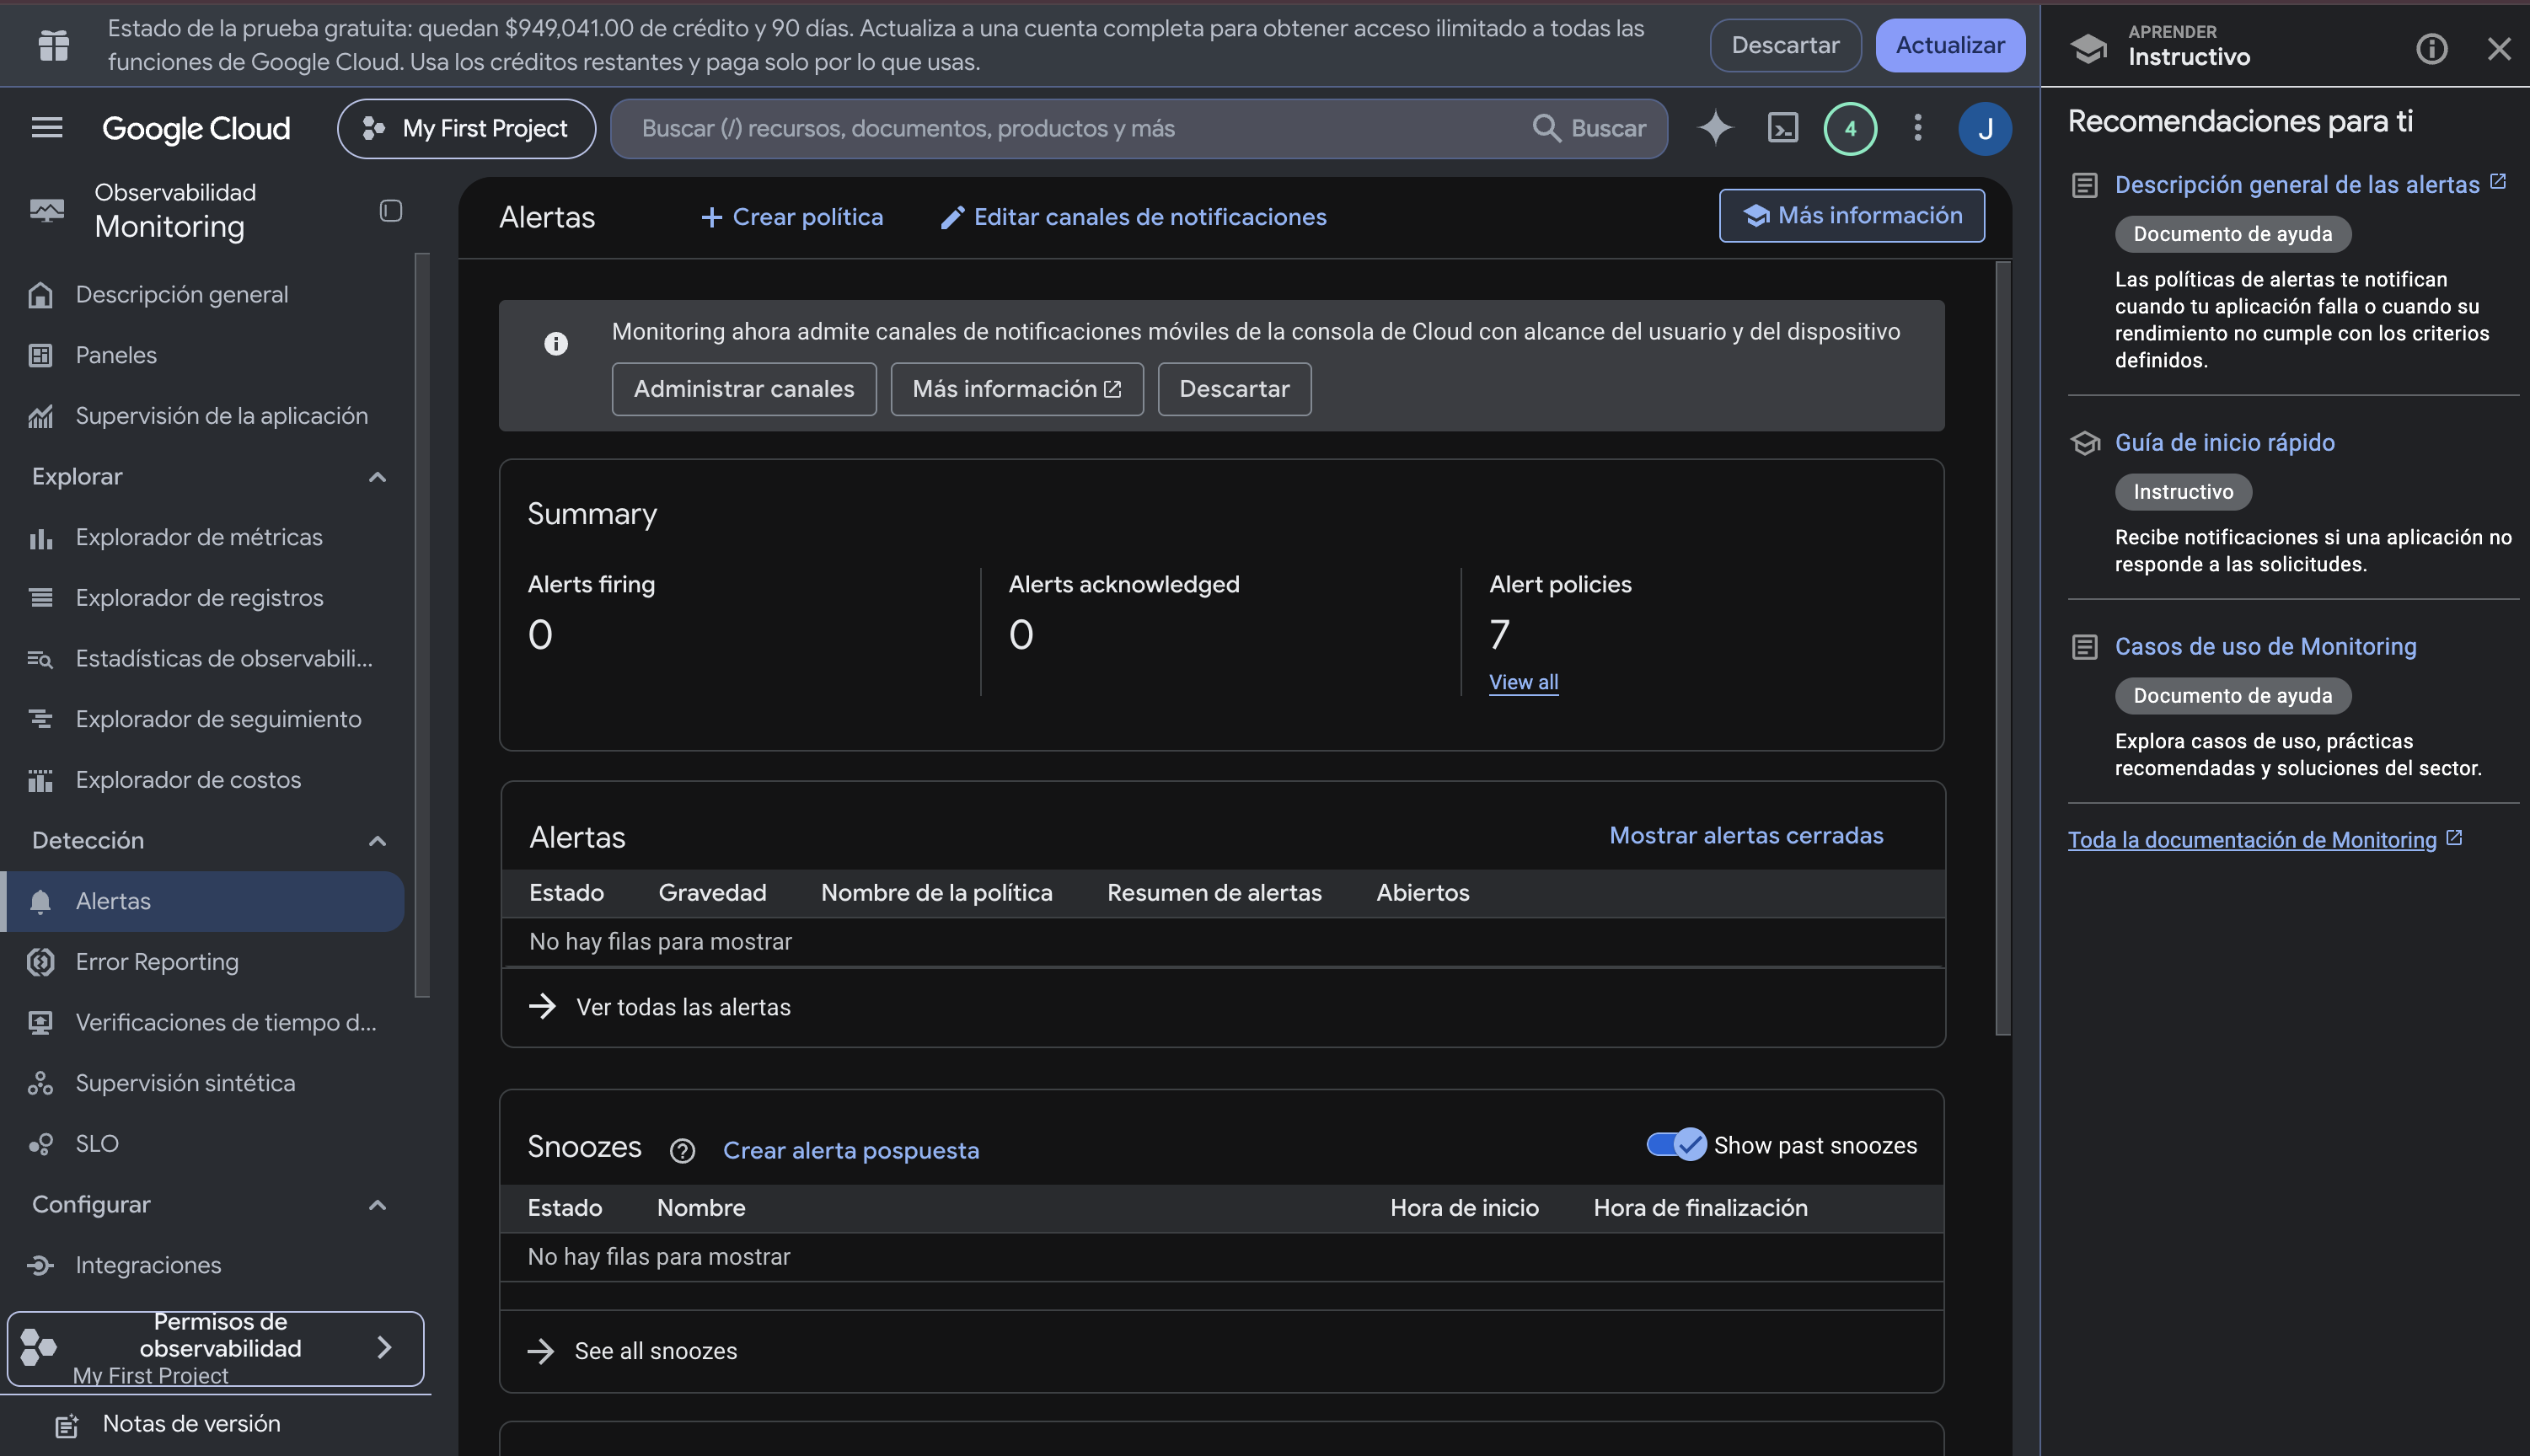 Estado de la prueba gratuita: quedan $949,041.00 de crédito y 90 días. Actualiza a una cuenta completa para obtener acceso ilimitado a todas las
funciones de Google Cloud. Usa los créditos restantes y paga solo por lo que usas.
Descartar
Actualizar
Google Cloud
My First Project
Buscar (/) recursos, documentos, productos y más
Buscar
4
J
Observabilidad
Monitoring
Descripción general
Paneles
Supervisión de la aplicación
Explorar
Explorador de métricas
Explorador de registros
Estadísticas de observabili...
Explorador de seguimiento
Explorador de costos
Detección
Alertas
Error Reporting
Verificaciones de tiempo d...
Supervisión sintética
SLO
Configurar
Integraciones
Permisos de
observabilidad
My First Project
Notas de versión
Alertas
Crear política
Editar canales de notificaciones
Más información
Monitoring ahora admite canales de notificaciones móviles de la consola de Cloud con alcance del usuario y del dispositivo
Administrar canales
Más información
Descartar
Summary
Alerts firing
0
Alerts acknowledged
0
Alert policies
7
View all
Alertas
Mostrar alertas cerradas
Estado Gravedad Nombre de la política Resumen de alertas Abiertos
No hay filas para mostrar
Ver todas las alertas
Snoozes
Crear alerta pospuesta
Show past snoozes
Estado Nombre Hora de inicio Hora de finalización
No hay filas para mostrar
See all snoozes
APRENDER
Instructivo
Recomendaciones para ti
Descripción general de las alertas
Documento de ayuda
Las políticas de alertas te notifican
cuando tu aplicación falla o cuando su
rendimiento no cumple con los criterios
definidos.
Guía de inicio rápido
Instructivo
Recibe notificaciones si una aplicación no
responde a las solicitudes.
Casos de uso de Monitoring
Documento de ayuda
Explora casos de uso, prácticas
recomendadas y soluciones del sector.
Toda la documentación de Monitoring